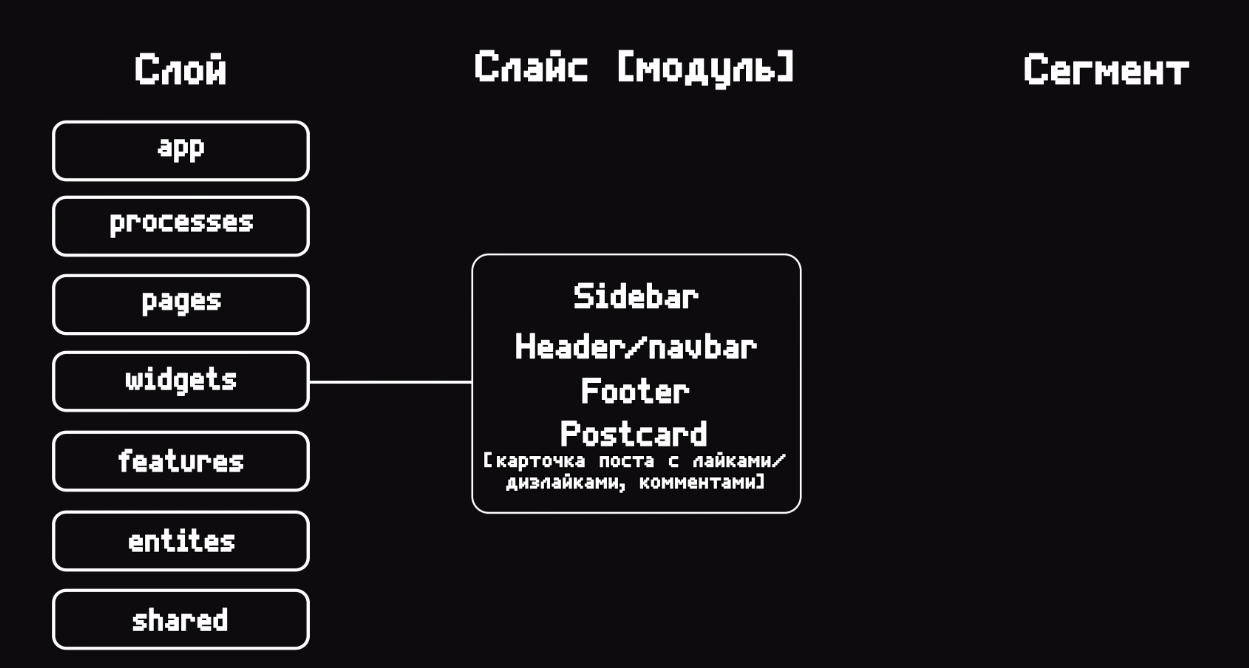 Слой
Слайс [модуль]
Сегмент
app
processes
pages
widgets
features
entites
shared
Sidebar
Header/navbar
Footer
Postcard
[карточка поста с лайками/
дизлайками, комментами]